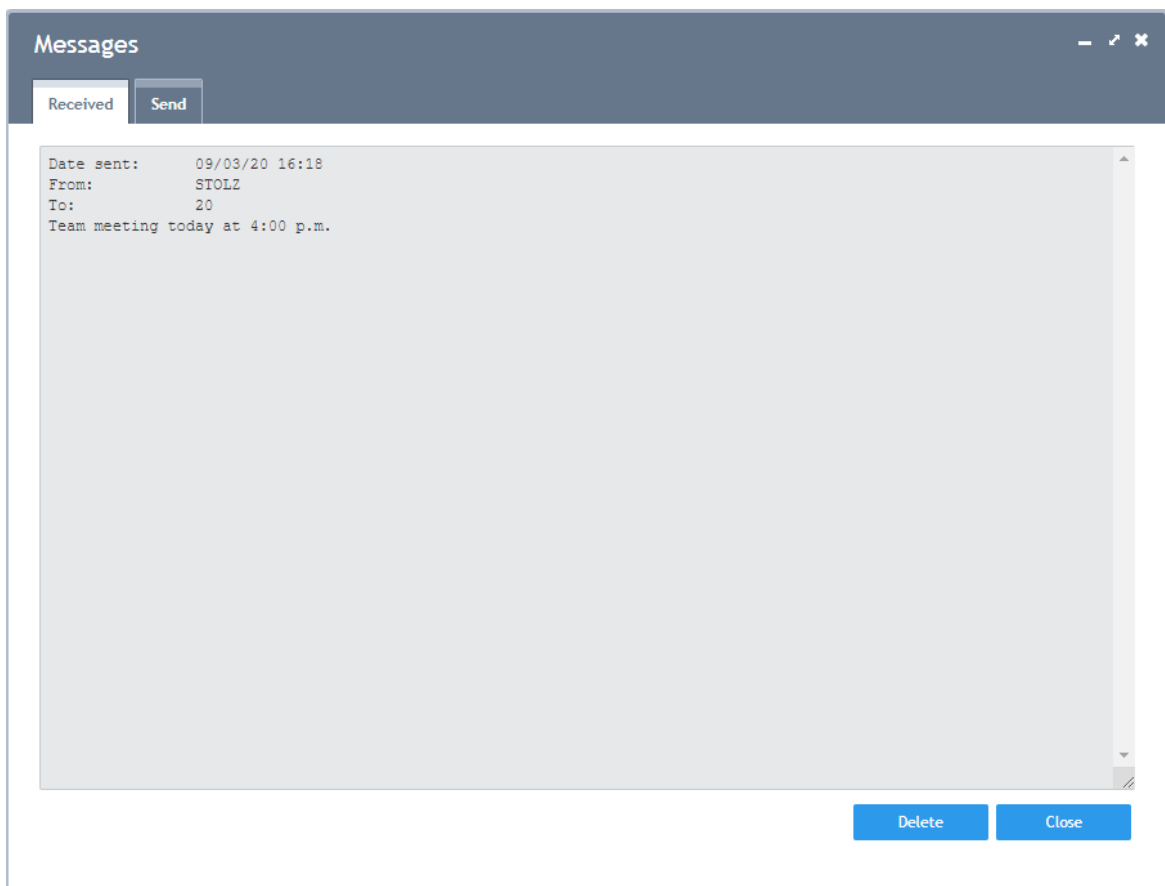 Messages
Received Send
Date sent: 09/03/20 16:18
From: STOLZ
To: 20
Team meeting today at 4:00 p.m.
Delete Close